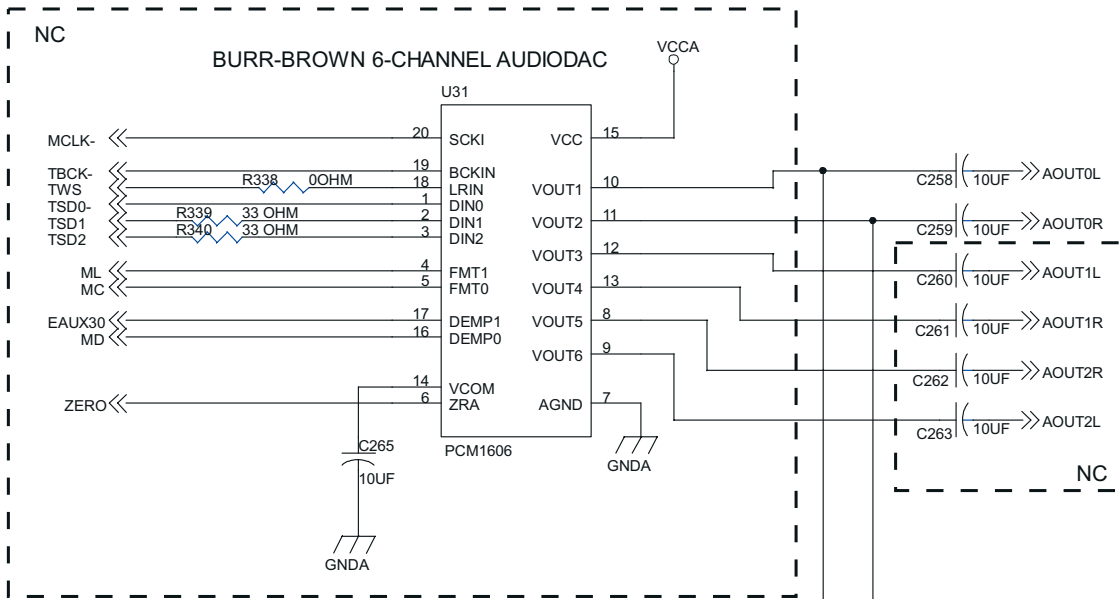 NC
BURR-BROWN 6-CHANNEL AUDIODAC
VCCA
U31
MCLK-
20
SCKI
VCC
15
TBCK-
19
BCKIN
TWS
R338
0OHM
18
LRIN
VOUT1
10
TSD0-
1
DIN0
TSD1
R339
33 OHM
2
DIN1
VOUT2
11
TSD2
R340
33 OHM
3
DIN2
VOUT3
12
ML
4
FMT1
MC
5
FMT0
VOUT4
13
EAUX30
17
DEMP1
VOUT5
8
MD
16
DEMP0
VOUT6
9
14
VCOM
ZERO
6
ZRA
AGND
7
PCM1606
GNDA
C265
10UF
GNDA
C258
10UF
AOUT0L
C259
10UF
AOUT0R
C260
10UF
AOUT1L
C261
10UF
AOUT1R
C262
10UF
AOUT2R
C263
10UF
AOUT2L
NC